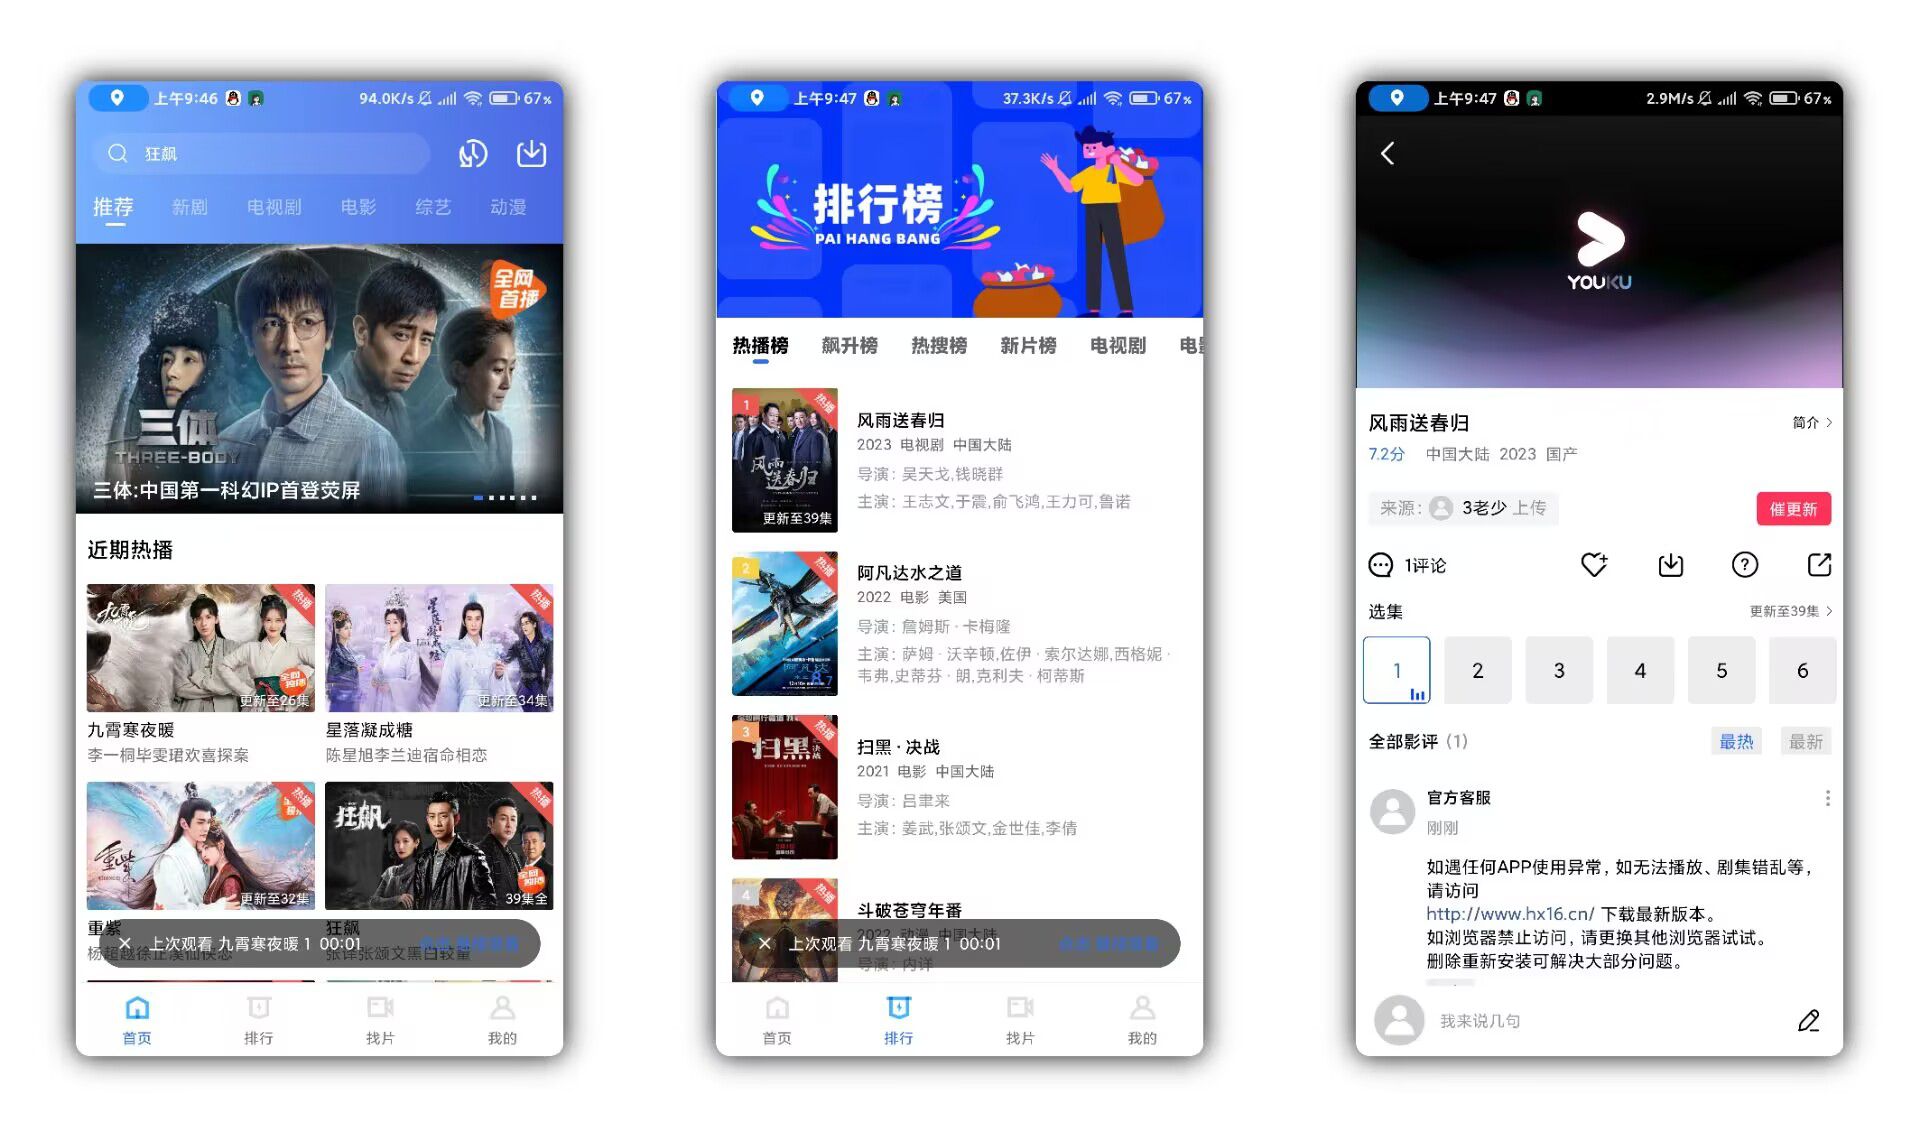 上午9:46
94.0K/s
67%
狂飙
推荐
新剧
电视剧
电影
综艺
动漫
全网
首播
三体
THREE-BODY
三体:中国第一科幻IP首登荧屏
近期热播
热播
全网
独播
更新至26集
九霄寒夜暖
李一桐毕雯珺欢喜探案
热播
星落凝成糖
更新至34集
星落凝成糖
陈星旭李兰迪宿命相恋
热播
重紫
更新至32集
重紫
热播
狂飙
全网
独播
39集全
狂飙
张译张颂文黑白较量
上次观看 九霄寒夜暖 1 00:01
首页
排行
找片
我的
上午9:47
37.3K/s
67%
排行榜
PAI HANG BANG
热播榜
飙升榜
热搜榜
新片榜
电视剧
1
热播
风雨
送春归
更新至39集
风雨送春归
2023 电视剧 中国大陆
导演: 吴天戈,钱晓群
主演: 王志文,于震,俞飞鸿,王力可,鲁诺
2
热播
阿凡达水之道
2022 电影 美国
导演: 詹姆斯·卡梅隆
主演: 萨姆·沃辛顿,佐伊·索尔达娜,西格妮·
韦弗,史蒂芬·朗,克利夫·柯蒂斯
3
热播
扫黑
决战
扫黑·决战
2021 电影 中国大陆
导演: 吕聿来
主演: 姜武,张颂文,金世佳,李倩
4
热播
斗破苍穹年番
2022 动漫 中国大陆
导演: 内详
上次观看 九霄寒夜暖 1 00:01
首页
排行
找片
我的
上午9:47
2.9M/s
67%
YOUKU
风雨送春归
简介
7.2分 中国大陆 2023 国产
来源: 3老少 上传
催更新
1评论
选集
更新至39集
1
2
3
4
5
6
全部影评 (1)
最热
最新
官方客服
刚刚
如遇任何APP使用异常, 如无法播放、剧集错乱等,
请访问
http://www.hx16.cn/ 下载最新版本。
如浏览器禁止访问, 请更换其他浏览器试试。
删除重新安装可解决大部分问题。
我来说几句